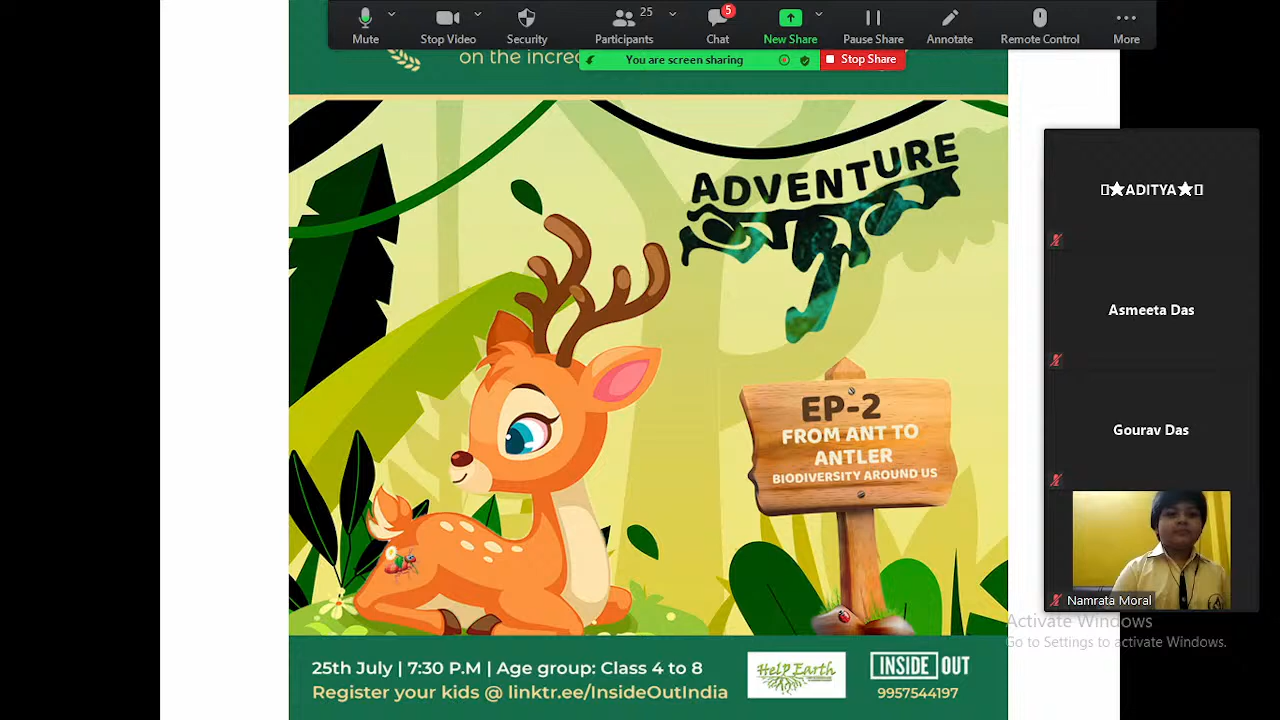 Mute
Stop Video
Security
Participants
25
Chat
5
New Share
Pause Share
Annotate
Remote Control
More
on the incre
You are screen sharing
Stop Share
ADVENTURE
EP-2
FROM ANT TO
ANTLER
BIODIVERSITY AROUND US
★ADITYA★
Asmeeta Das
Gourav Das
Namrata Moral
Activate Windows
Go to Settings to activate Windows.
25th July | 7:30 P.M | Age group: Class 4 to 8
Register your kids @ linktr.ee/InsideOutIndia
Help Earth
INSIDE OUT
9957544197